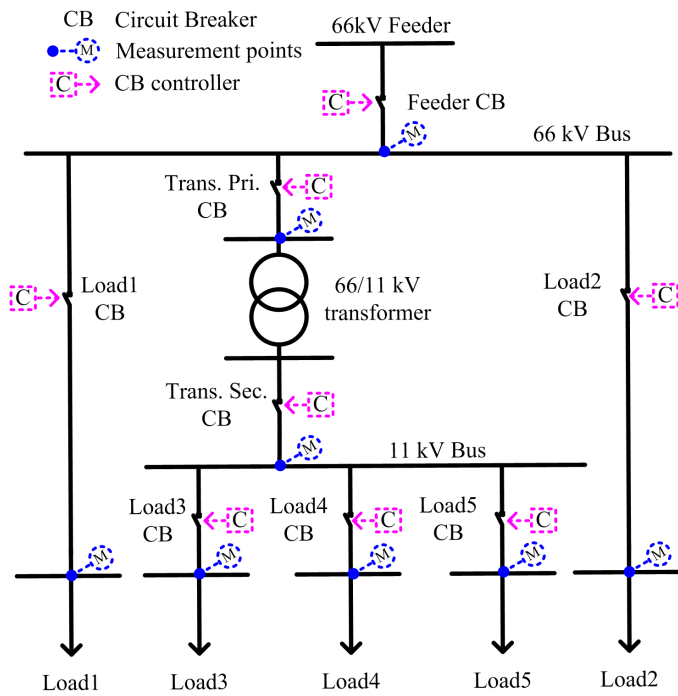 CB Circuit Breaker
M Measurement points
C CB controller
66kV Feeder
C Feeder CB
M
66 kV Bus
Trans. Pri.
CB
C
M
C Load1
CB
66/11 kV
transformer
Load2
CB
C
Trans. Sec.
CB
C
M
11 kV Bus
Load3
CB
C
Load4
CB
C
Load5
CB
C
M
M
M
M
M
Load1
Load3
Load4
Load5
Load2